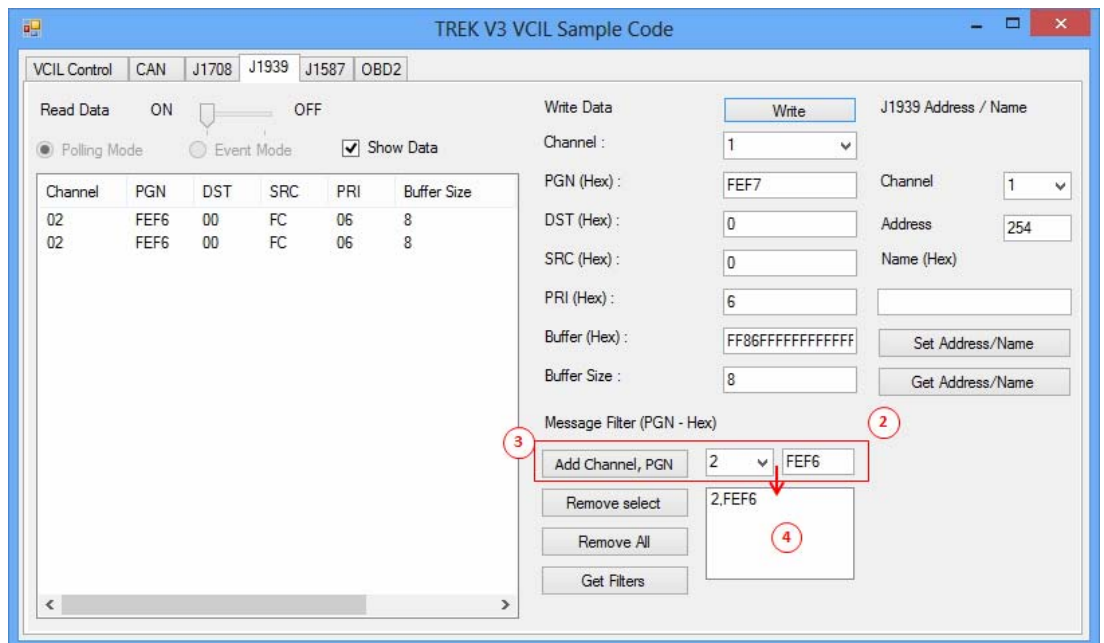 TREK V3 VCIL Sample Code
VCIL Control CAN J1708 J1939 J1587 OBD2
Read Data ON OFF
Polling Mode Event Mode Show Data
Channel PGN DST SRC PRI Buffer Size
02 FEF6 00 FC 06 8
02 FEF6 00 FC 06 8
Write Data Write
Channel : 1
PGN (Hex) : FEF7
DST (Hex) : 0
SRC (Hex) : 0
PRI (Hex) : 6
Buffer (Hex) : FF86FFFFFFFFFFFF
Buffer Size : 8
J1939 Address / Name
Channel 1
Address 254
Name (Hex)
Set Address/Name
Get Address/Name
Message Filter (PGN - Hex)
2
3
Add Channel, PGN 2 FEF6
Remove select 2,FEF6
Remove All 4
Get Filters